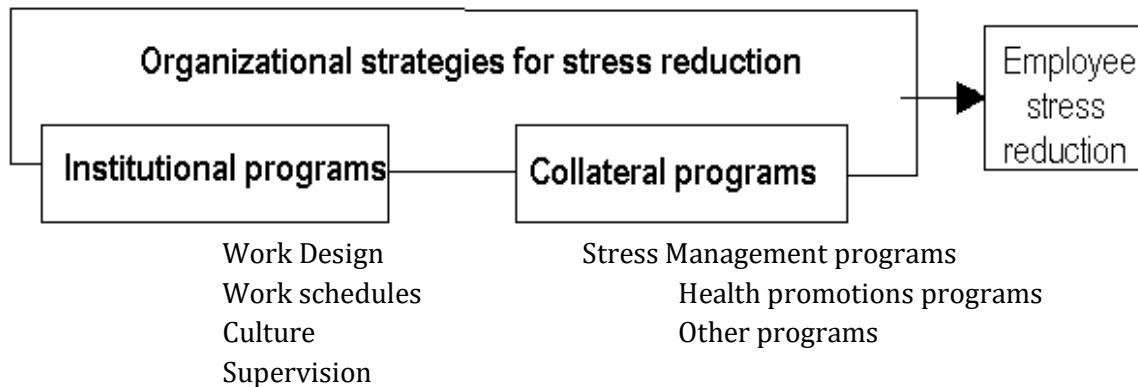 Organizational strategies for stress reduction
Employee
stress
reduction
Institutional programs
Collateral programs
Work Design
Stress Management programs
Work schedules
Health promotions programs
Culture
Other programs
Supervision